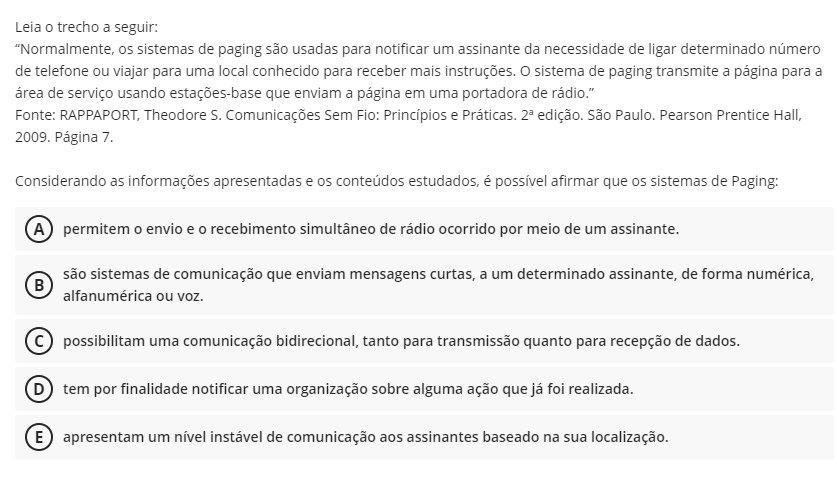 Leia o trecho a seguir:
“Normalmente, os sistemas de paging são usadas para notificar um assinante da necessidade de ligar determinado número
de telefone ou viajar para uma local conhecido para receber mais instruções. O sistema de paging transmite a página para a
área de serviço usando estações-base que enviam a página em uma portadora de rádio.”
Fonte: RAPPAPORT, Theodore S. Comunicações Sem Fio: Princípios e Práticas. 2ª edição. São Paulo. Pearson Prentice Hall,
2009. Página 7.
Considerando as informações apresentadas e os conteúdos estudados, é possível afirmar que os sistemas de Paging:
A permitem o envio e o recebimento simultâneo de rádio ocorrido por meio de um assinante.
B são sistemas de comunicação que enviam mensagens curtas, a um determinado assinante, de forma numérica,
alfanumérica ou voz.
C possibilitam uma comunicação bidirecional, tanto para transmissão quanto para recepção de dados.
D tem por finalidade notificar uma organização sobre alguma ação que já foi realizada.
E apresentam um nível instável de comunicação aos assinantes baseado na sua localização.